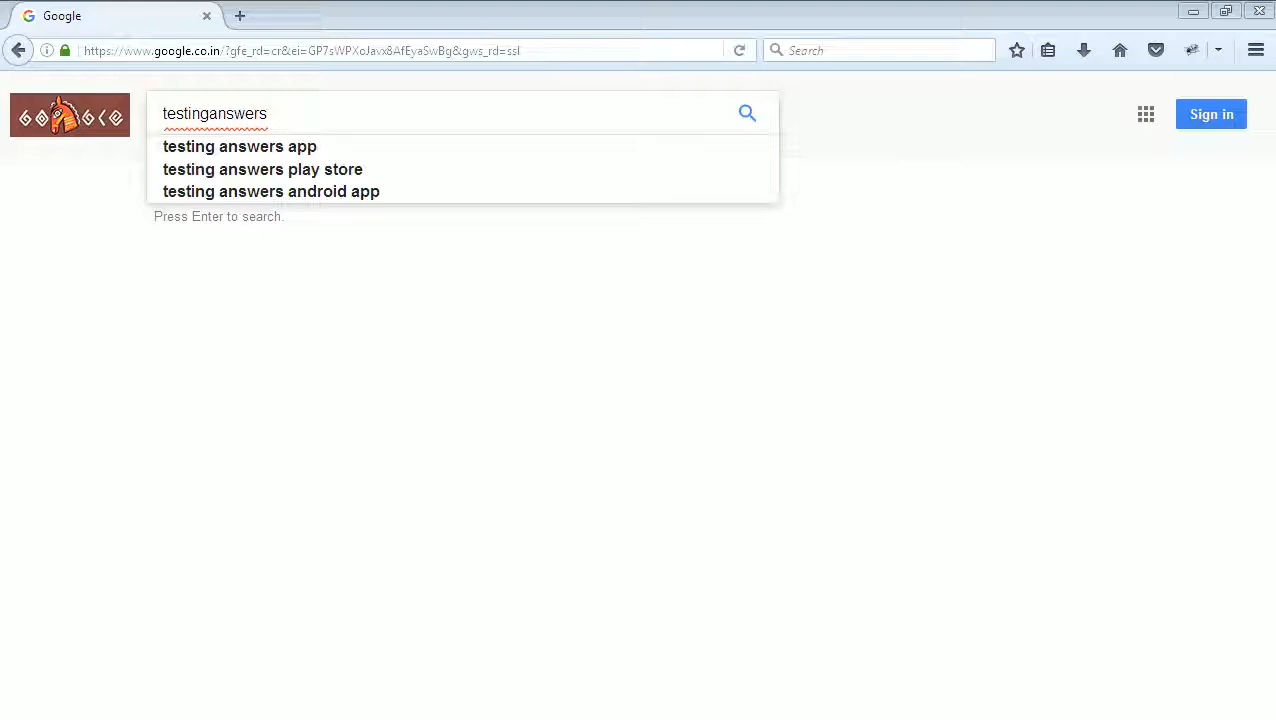 Google
https://www.google.co.in/?gfe_rd=cr&ei=GP7sWPXoJavx8AfEyaSwBg&gws_rd=ssl
Search
testinganswers
Sign in
testing answers app
testing answers play store
testing answers android app
Press Enter to search.